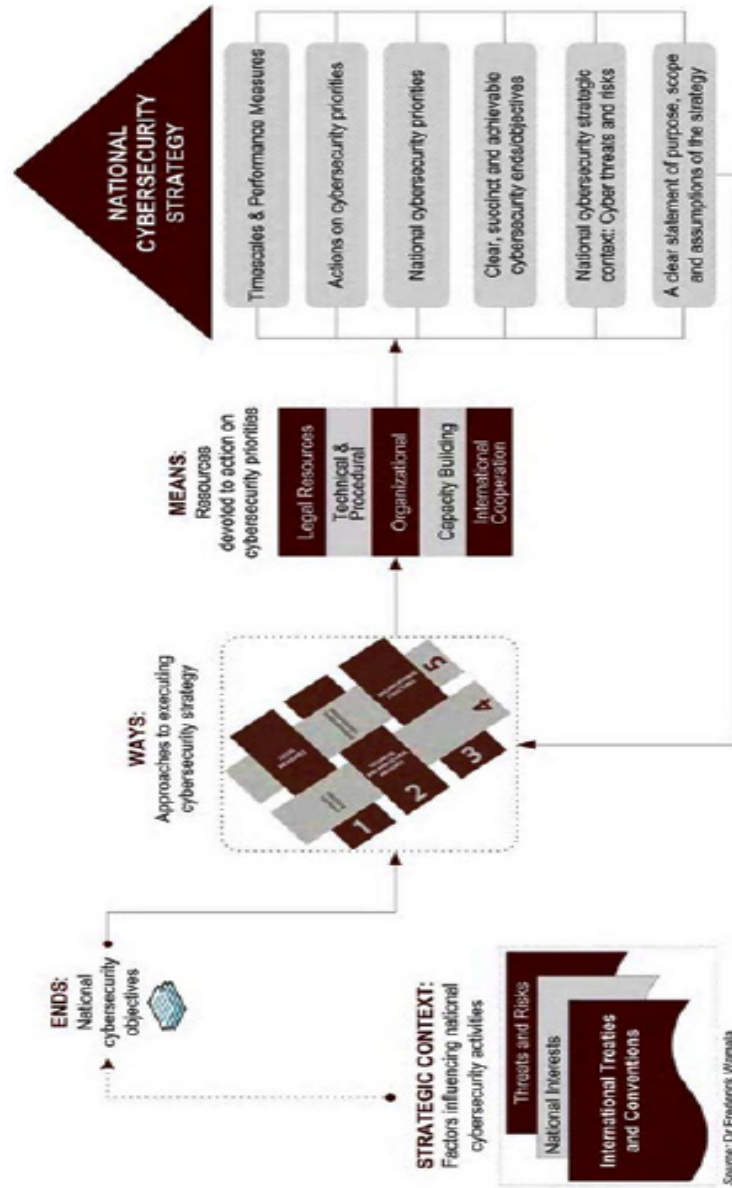 STRATEGIC CONTEXT:
Factors influencing national
cybersecurity activities
Threats and Risks
National Interests
International Treaties
and Conventions
Source: Dr Frederick Wamala
ENDS:
National
cybersecurity
objectives
WAYS:
Approaches to executing
cybersecurity strategy
1
2
3
4
5
MEANS:
Resources
devoted to action on
cybersecurity priorities
Legal Resources
Technical &
Procedural
Organizational
Capacity Building
International
Cooperation
NATIONAL
CYBERSECURITY
STRATEGY
Timescales & Performance Measures
Actions on cybersecurity priorities
National cybersecurity priorities
Clear, succinct and achievable
cybersecurity ends/objectives
National cybersecurity strategic
context: Cyber threats and risks
A clear statement of purpose, scope
and assumptions of the strategy